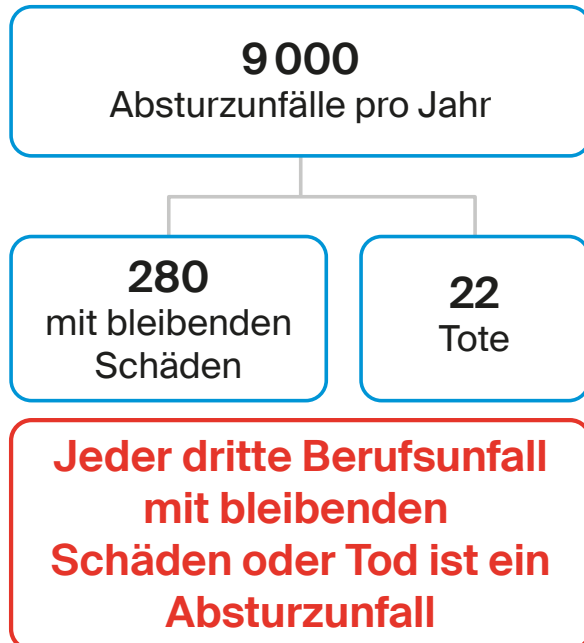 9 000
Absturzunfälle pro Jahr
280
mit bleibenden
Schäden
22
Tote
Jeder dritte Berufsunfall
mit bleibenden
Schäden oder Tod ist ein
Absturzunfall